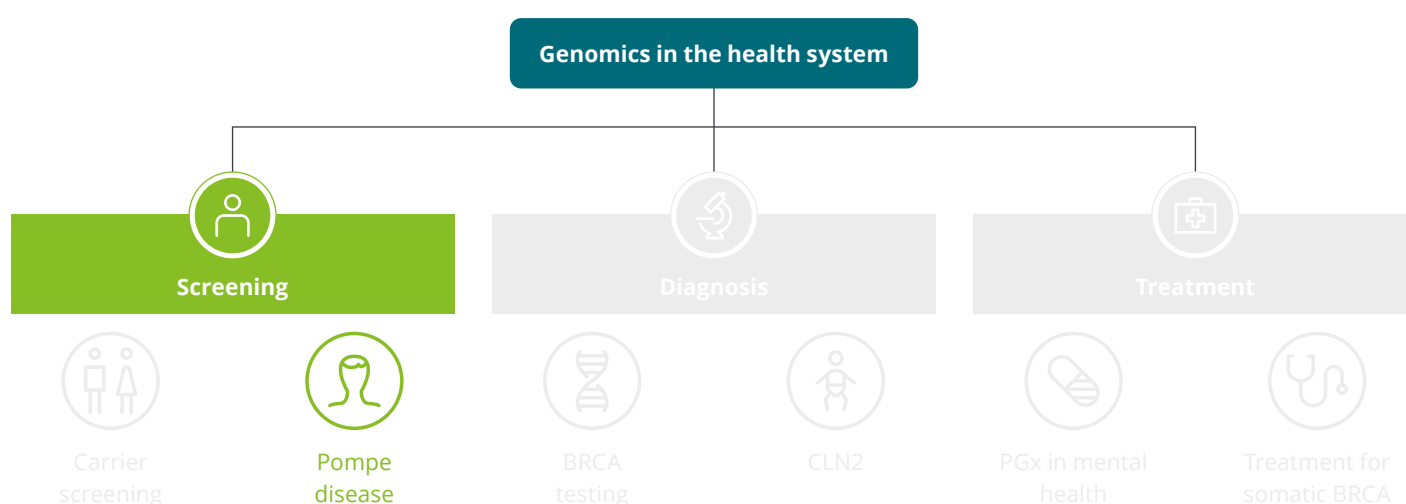 Genomics in the health system
Screening
Diagnosis
Treatment
Carrier
screening
Pompe
disease
BRCA
testing
CLN2
PGx in mental
health
Treatment for
somatic BRCA